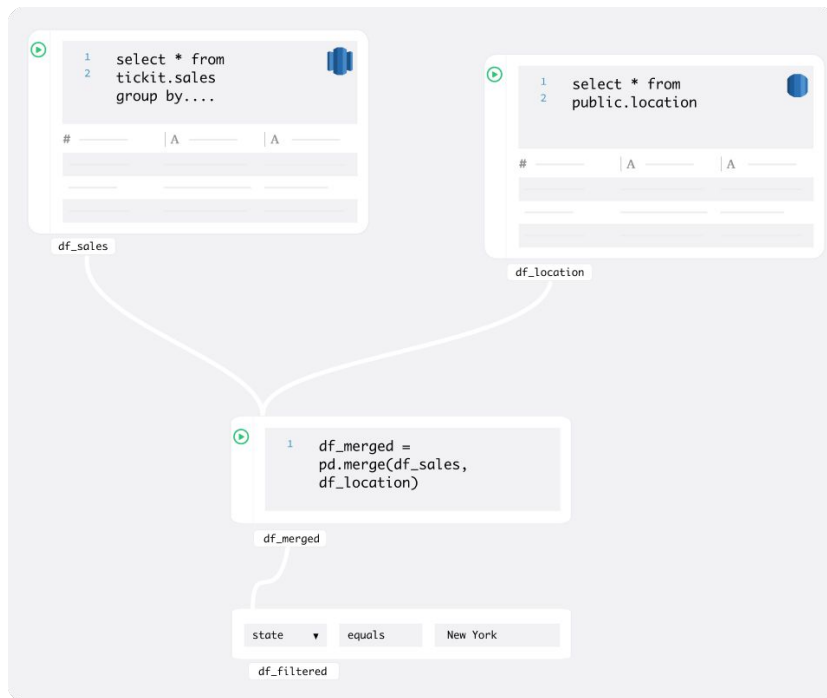 1 select * from
2 tickit.sales
group by....
# A A
df_sales
1 select * from
2 public.location
# A A
df_location
1 df_merged =
pd.merge(df_sales,
df_location)
df_merged
state ▾ equals New York
df_filtered